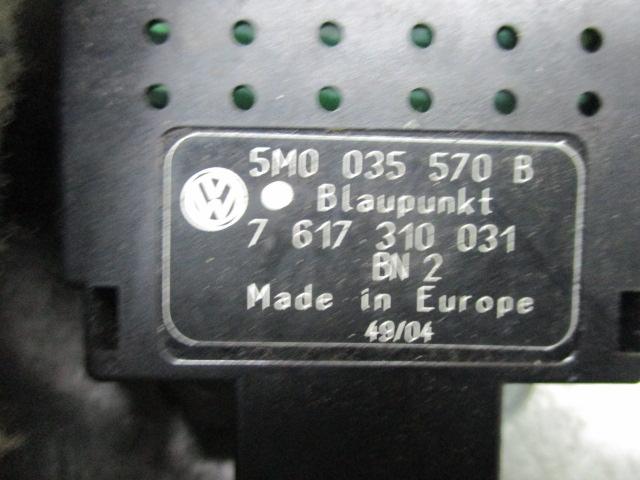 5M0 035 570 B
Blaupunkt
7 617 310 031
BN 2
Made in Europe
49/04